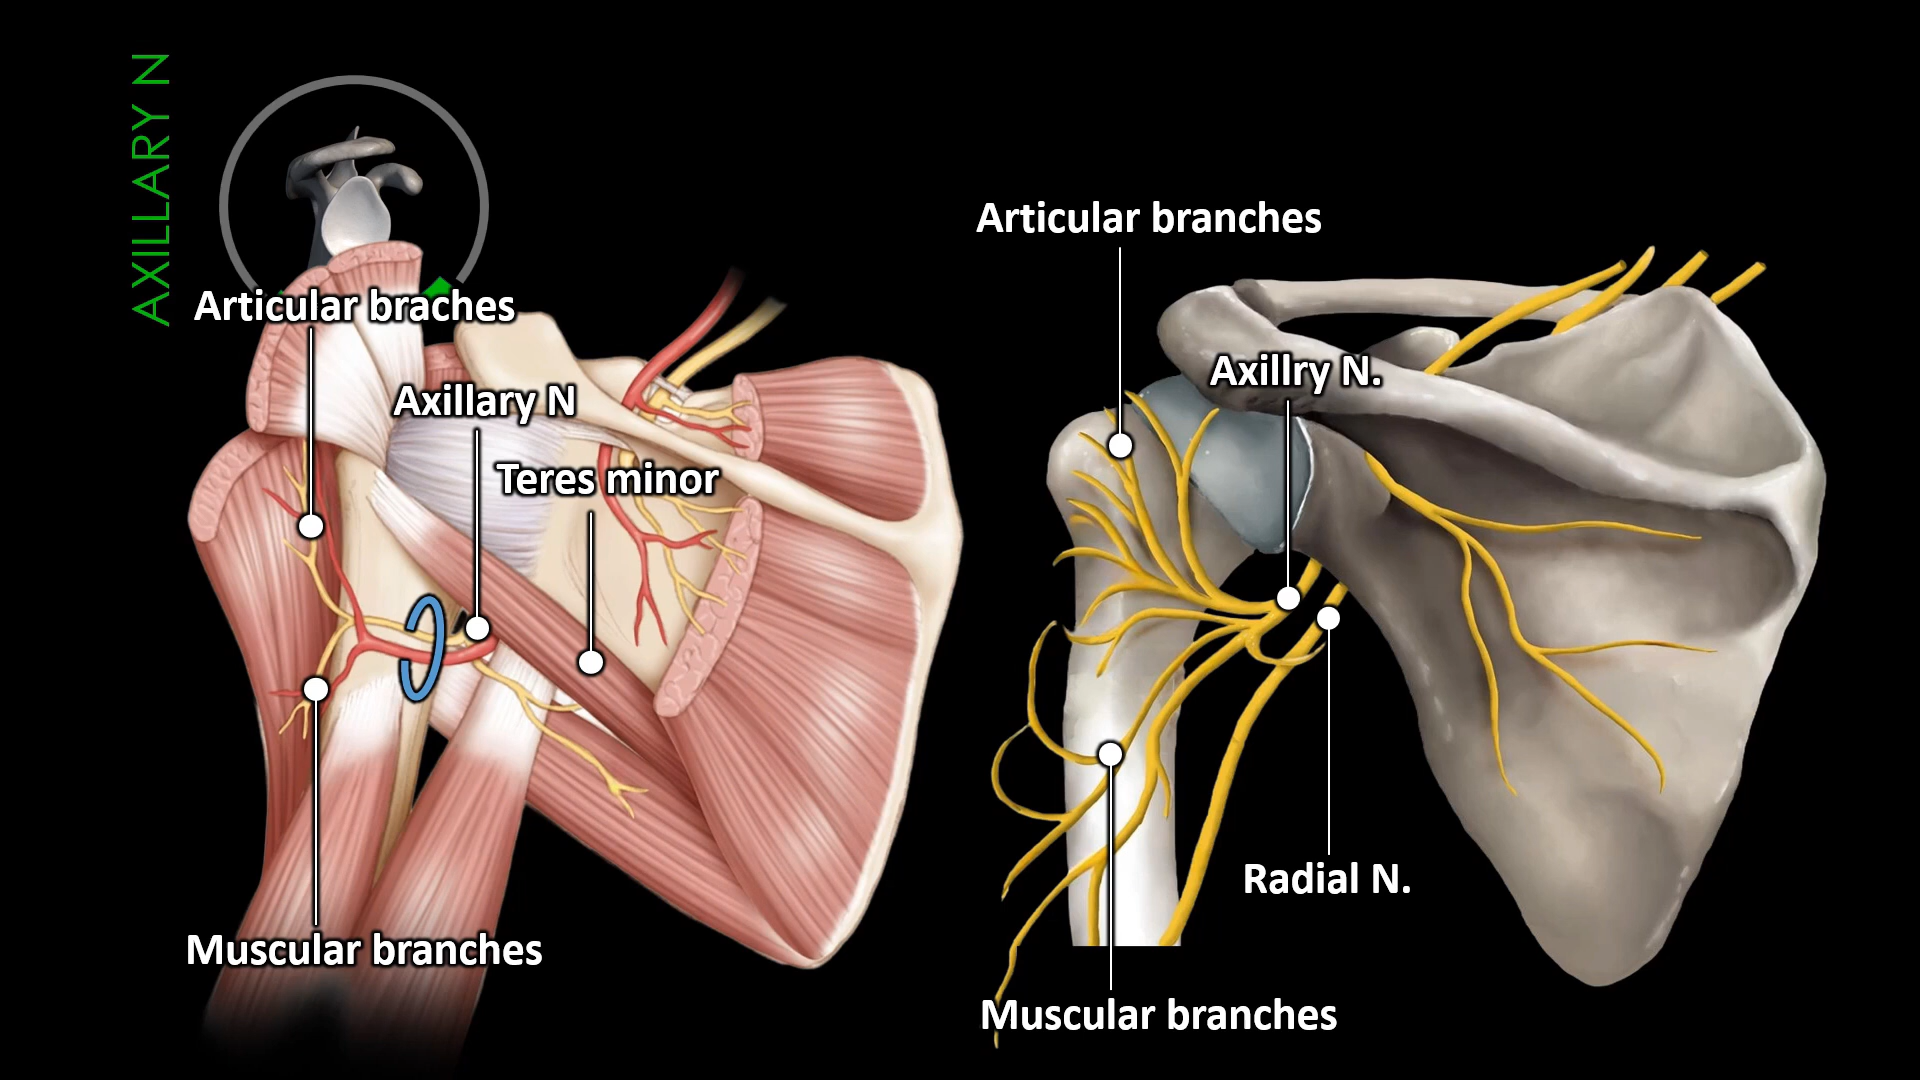 AXILLARY N
Articular braches
Axillary N
Teres minor
Muscular branches
Articular branches
Axillry N.
Radial N.
Muscular branches